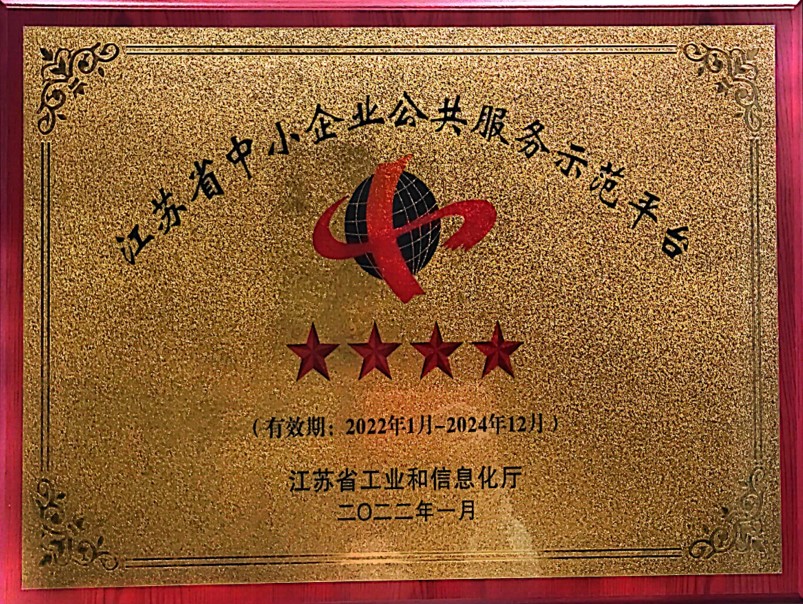 江苏省中小企业公共服务示范平台
（有效期：2022年1月-2024年12月）
江苏省工业和信息化厅
二〇二二年一月